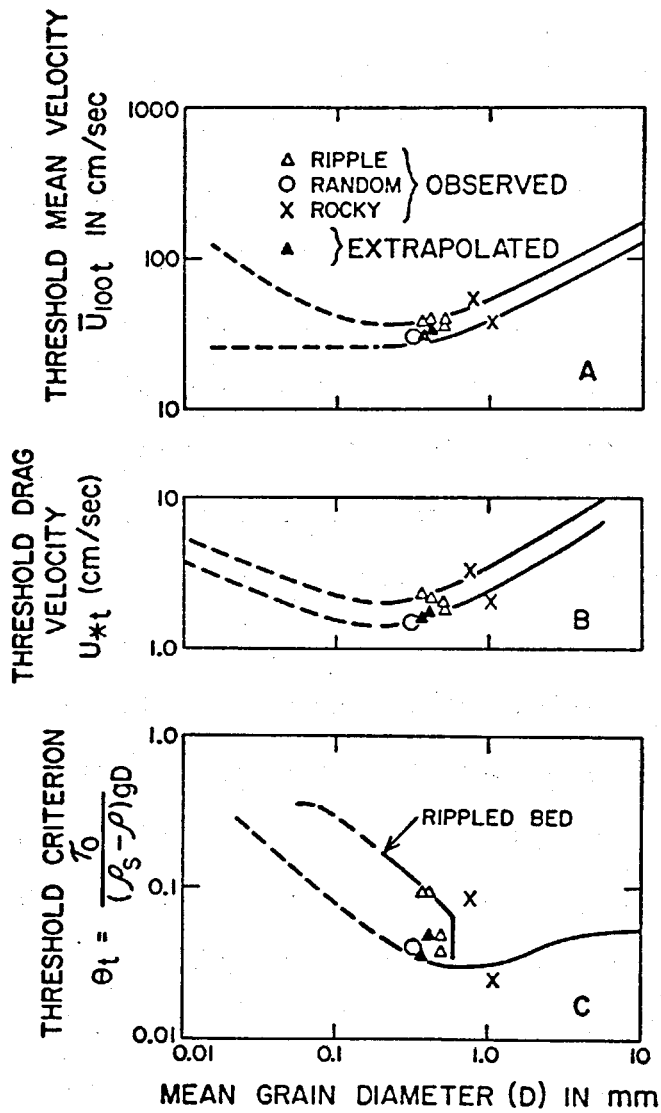 THRESHOLD MEAN VELOCITY
Ū100t IN cm/sec
1000
100
10
△ RIPPLE
○ RANDOM
X ROCKY
} OBSERVED
▲ } EXTRAPOLATED
A
THRESHOLD DRAG
VELOCITY
U*t (cm/sec)
10
1.0
B
THRESHOLD CRITERION
θt = τ0 / (ρs-ρ)gD
1.0
0.1
0.01
RIPPLED BED
C
0.01
0.1
1.0
10
MEAN GRAIN DIAMETER (D) IN mm